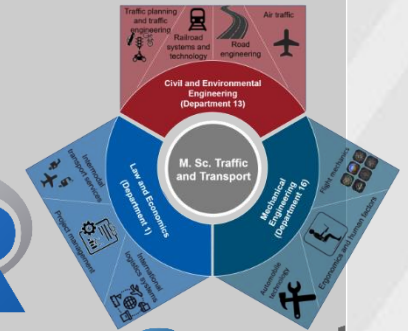 Traffic planning
and traffic
engineering
Railroad
systems and
technology
Road
engineering
Air traffic
Civil and Environmental
Engineering
(Department 13)
M. Sc. Traffic
and Transport
Law and Economics
(Department 1)
Mechanical
Engineering
(Department 16)
Intermodal
transport services
Project management
International
logistics systems
Flight mechanics
Ergonomics and human factors
Automobile
technology